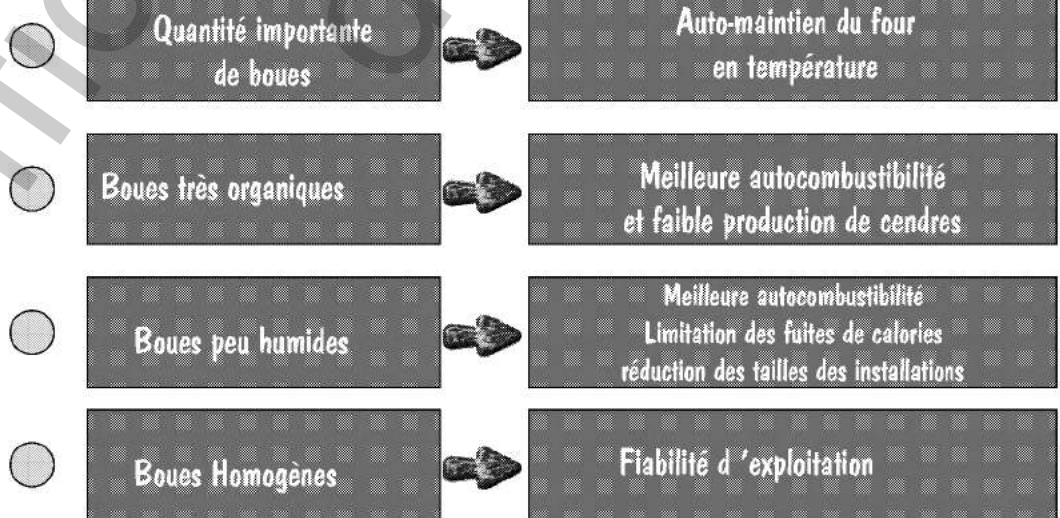 Quantité importante
de boues
Auto-maintien du four
en température
Boues très organiques
Meilleure autocombustibilité
et faible production de cendres
Boues peu humides
Meilleure autocombustibilité
Limitation des fuites de calories
réduction des tailles des installations
Boues Homogènes
Fiabilité d ’exploitation